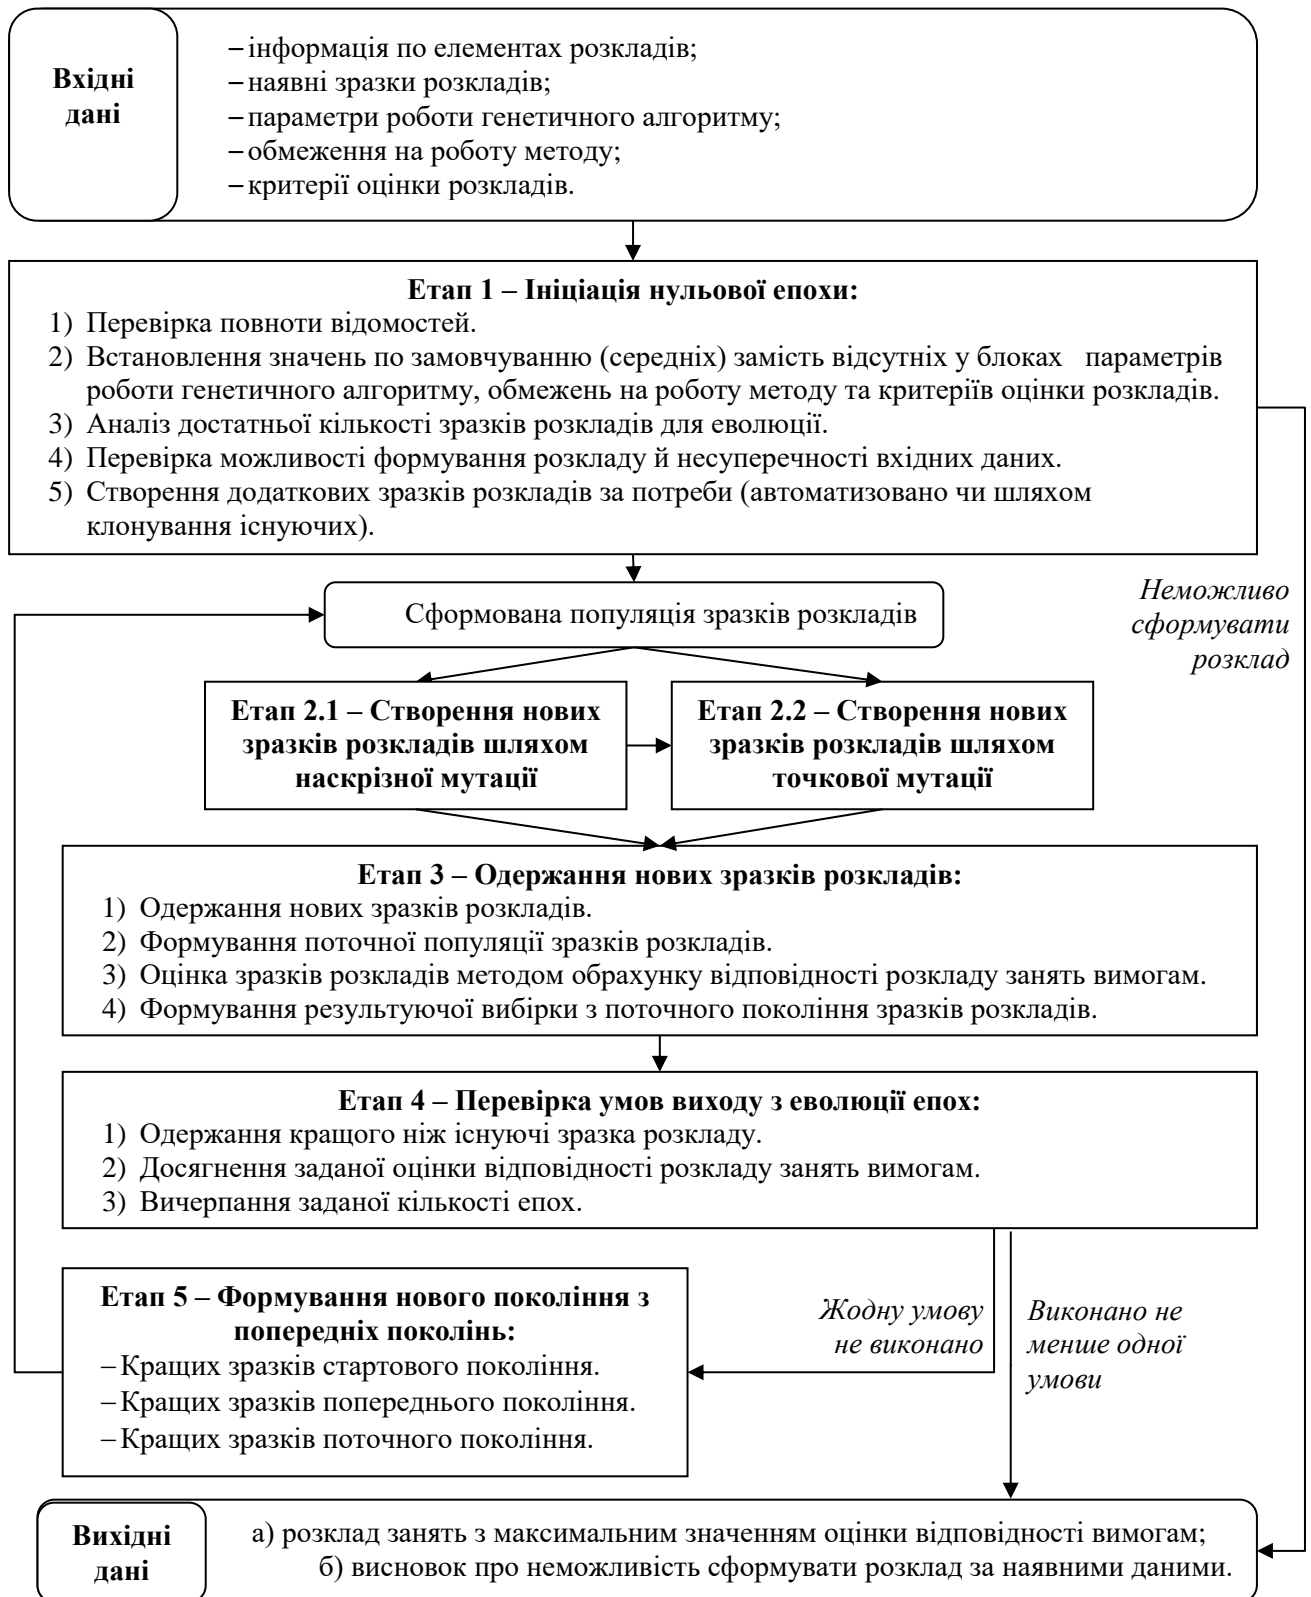 Вхідні
дані
– інформація по елементах розкладів;
– наявні зразки розкладів;
– параметри роботи генетичного алгоритму;
– обмеження на роботу методу;
– критерії оцінки розкладів.
Етап 1 – Ініціація нульової епохи:
1) Перевірка повноти відомостей.
2) Встановлення значень по замовчуванню (середніх) замість відсутніх у блоках параметрів
роботи генетичного алгоритму, обмежень на роботу методу та критеріїв оцінки розкладів.
3) Аналіз достатньої кількості зразків розкладів для еволюції.
4) Перевірка можливості формування розкладу й несуперечності вхідних даних.
5) Створення додаткових зразків розкладів за потреби (автоматизовано чи шляхом
клонування існуючих).
Неможливо
сформувати
розклад
Сформована популяція зразків розкладів
Етап 2.1 – Створення нових
зразків розкладів шляхом
наскрізної мутації
Етап 2.2 – Створення нових
зразків розкладів шляхом
точкової мутації
Етап 3 – Одержання нових зразків розкладів:
1) Одержання нових зразків розкладів.
2) Формування поточної популяції зразків розкладів.
3) Оцінка зразків розкладів методом обрахунку відповідності розкладу занять вимогам.
4) Формування результуючої вибірки з поточного покоління зразків розкладів.
Етап 4 – Перевірка умов виходу з еволюції епох:
1) Одержання кращого ніж існуючі зразка розкладу.
2) Досягнення заданої оцінки відповідності розкладу занять вимогам.
3) Вичерпання заданої кількості епох.
Етап 5 – Формування нового покоління з
попередніх поколінь:
– Кращих зразків стартового покоління.
– Кращих зразків попереднього покоління.
– Кращих зразків поточного покоління.
Жодну умову
не виконано
Виконано не
менше одної
умови
Вихідні
дані
а) розклад занять з максимальним значенням оцінки відповідності вимогам;
б) висновок про неможливість сформувати розклад за наявними даними.